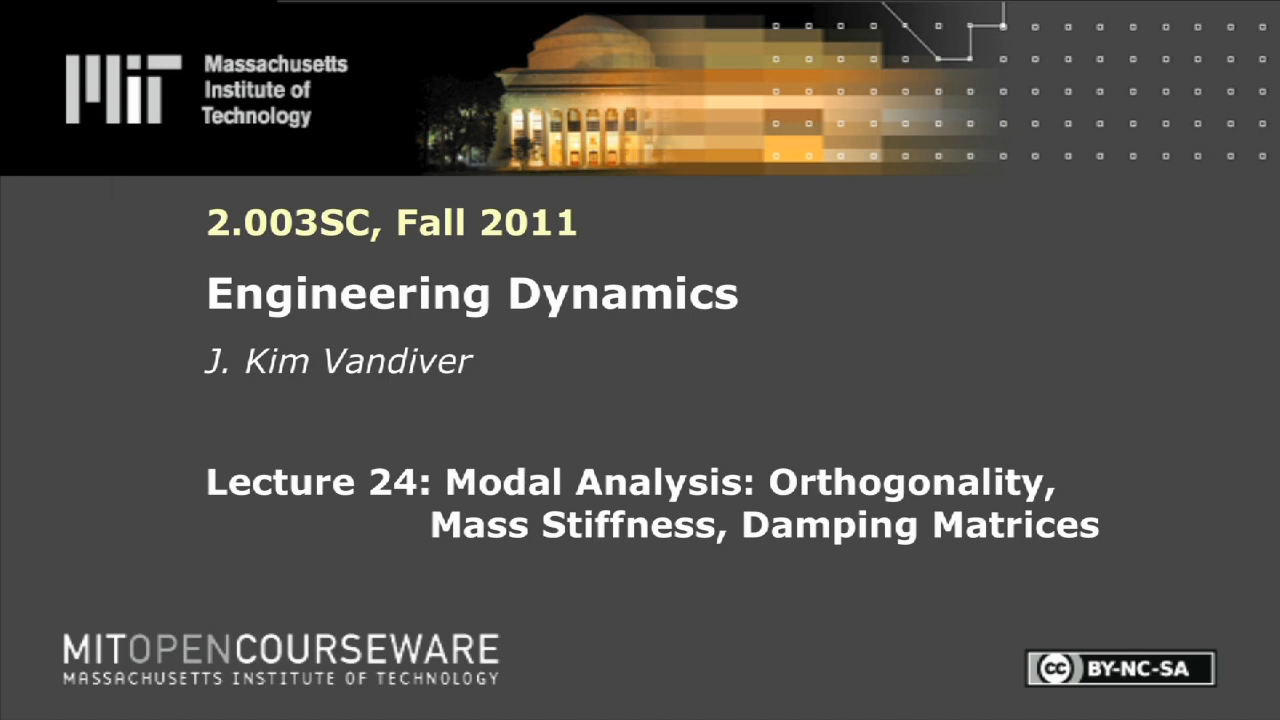 Massachusetts
Institute of
Technology
2.003SC, Fall 2011
Engineering Dynamics
J. Kim Vandiver
Lecture 24: Modal Analysis: Orthogonality,
Mass Stiffness, Damping Matrices
MITOPENCOURSEWARE
MASSACHUSETTS INSTITUTE OF TECHNOLOGY
cc BY-NC-SA